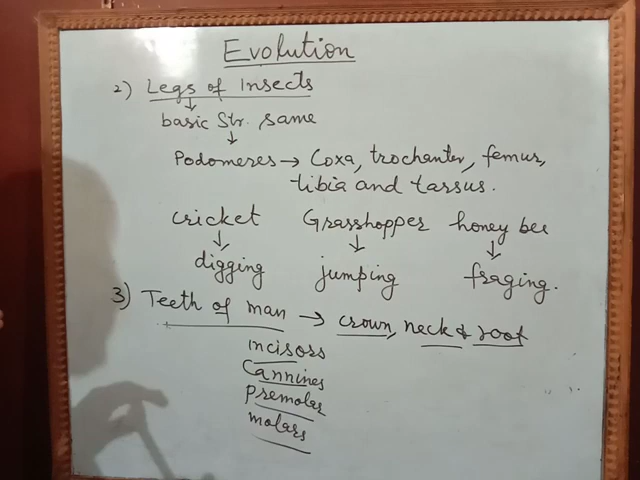 Evolution
2) Legs of Insects
↓
basic Str. same
↓
Podomeres → Coxa, trochanter, femur,
tibia and tarsus.
cricket Grasshopper honey bee
↓ ↓ ↓
digging jumping fraging.
3) Teeth of man → crown, neck & root
Incisors
Cannines
Premolar
molars